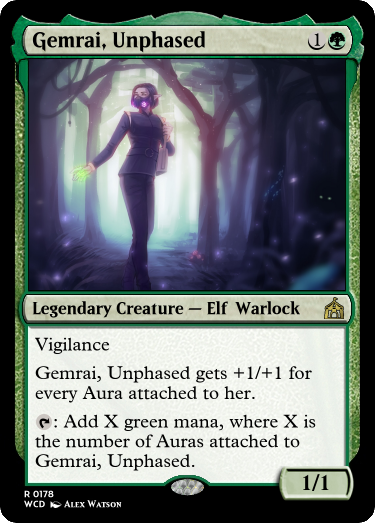 Gemrai, Unphased 1
Legendary Creature — Elf Warlock
Vigilance
Gemrai, Unphased gets +1/+1 for
every Aura attached to her.
: Add X green mana, where X is
the number of Auras attached to
Gemrai, Unphased.
1/1
R 0178
WCD Alex Watson